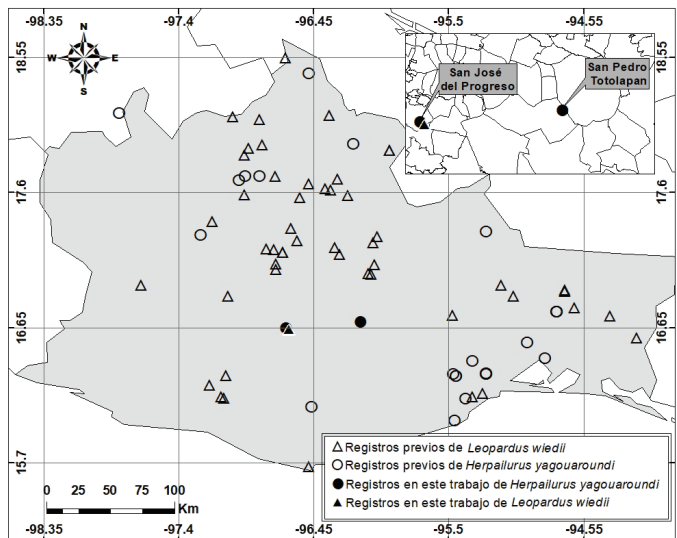 -98.35 -97.4 -96.45 -95.5 -94.55
N
W E
S
18.55 18.55
San José
del Progreso
San Pedro
Totolapan
17.6 17.6
16.65 16.65
15.7 15.7
Registros previos de Leopardus wiedii
Registros previos de Herpailurus yagouaroundi
Registros en este trabajo de Herpailurus yagouaroundi
Registros en este trabajo de Leopardus wiedii
0 25 50 75 100
Km
-98.35 -97.4 -96.45 -95.5 -94.55